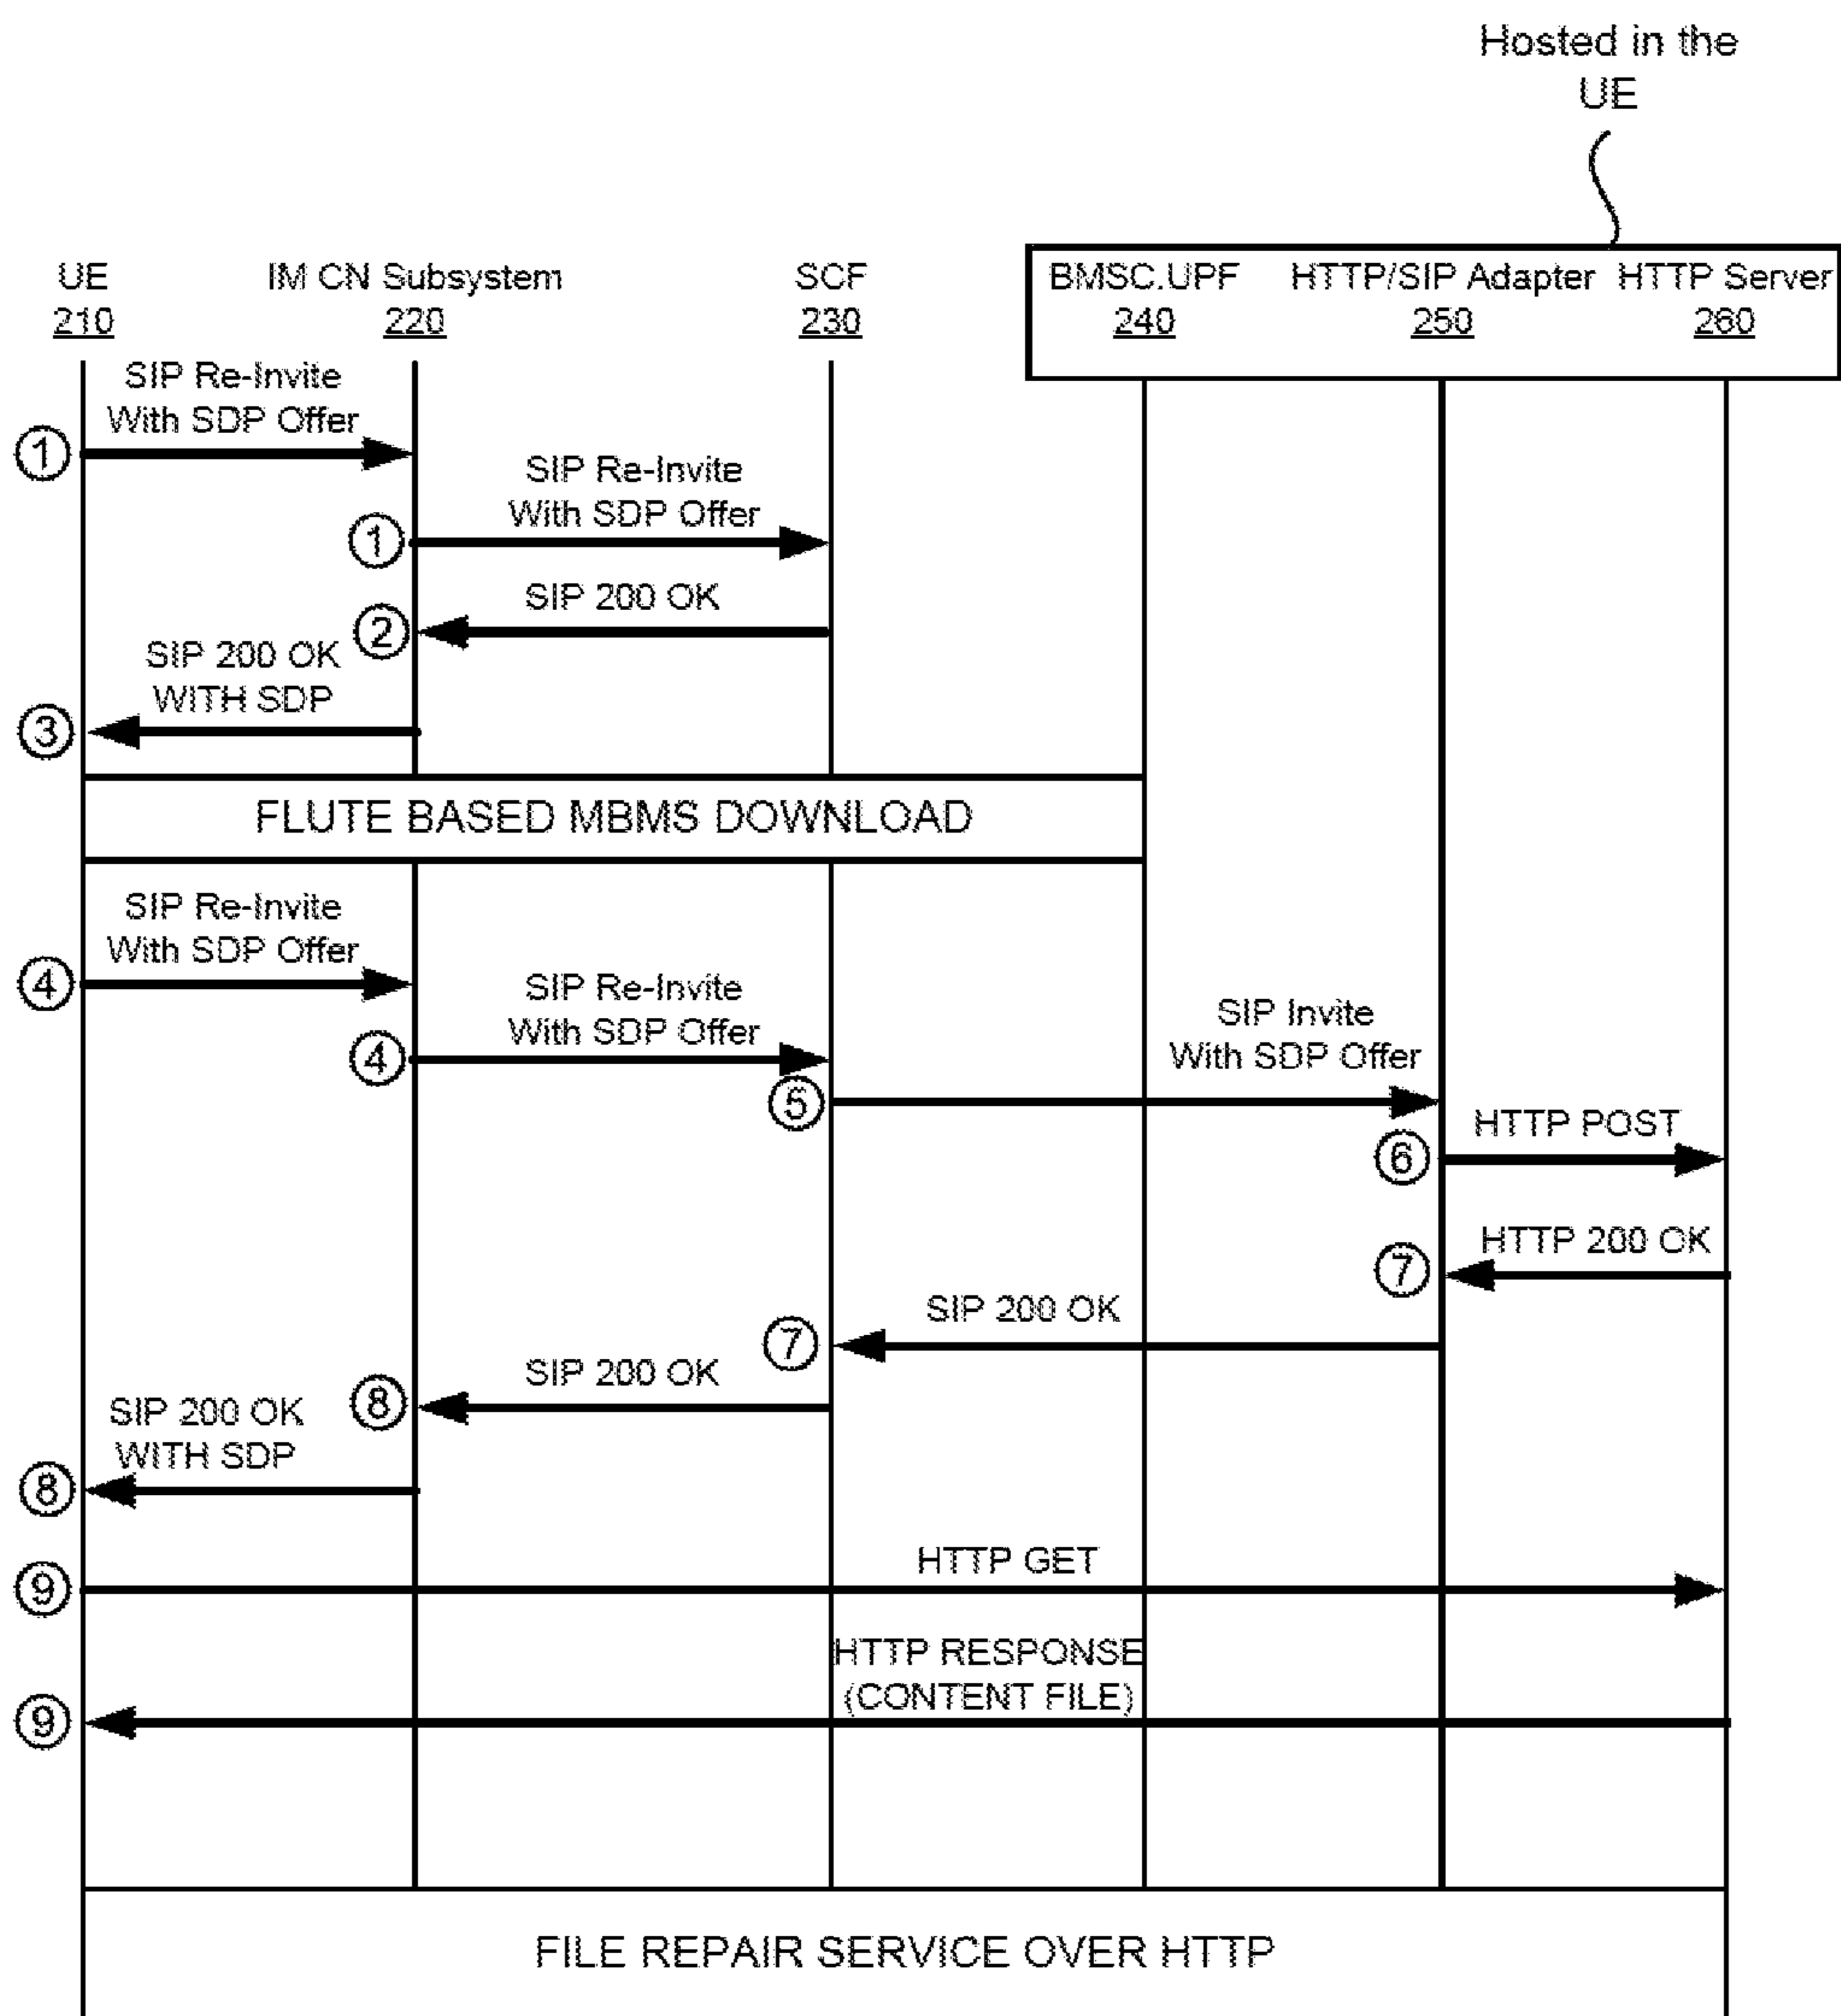 Hosted in the
UE
UE
210
IM CN Subsystem
220
SCF
230
BMSC.UPF
240
HTTP/SIP Adapter
250
HTTP Server
260
SIP Re-Invite
With SDP Offer
1
SIP Re-Invite
With SDP Offer
1
SIP 200 OK
2
SIP 200 OK
WITH SDP
3
FLUTE BASED MBMS DOWNLOAD
SIP Re-Invite
With SDP Offer
4
SIP Re-Invite
With SDP Offer
4
SIP Invite
With SDP Offer
5
HTTP POST
6
HTTP 200 OK
7
SIP 200 OK
7
SIP 200 OK
8
SIP 200 OK
WITH SDP
8
HTTP GET
9
HTTP RESPONSE
(CONTENT FILE)
9
FILE REPAIR SERVICE OVER HTTP